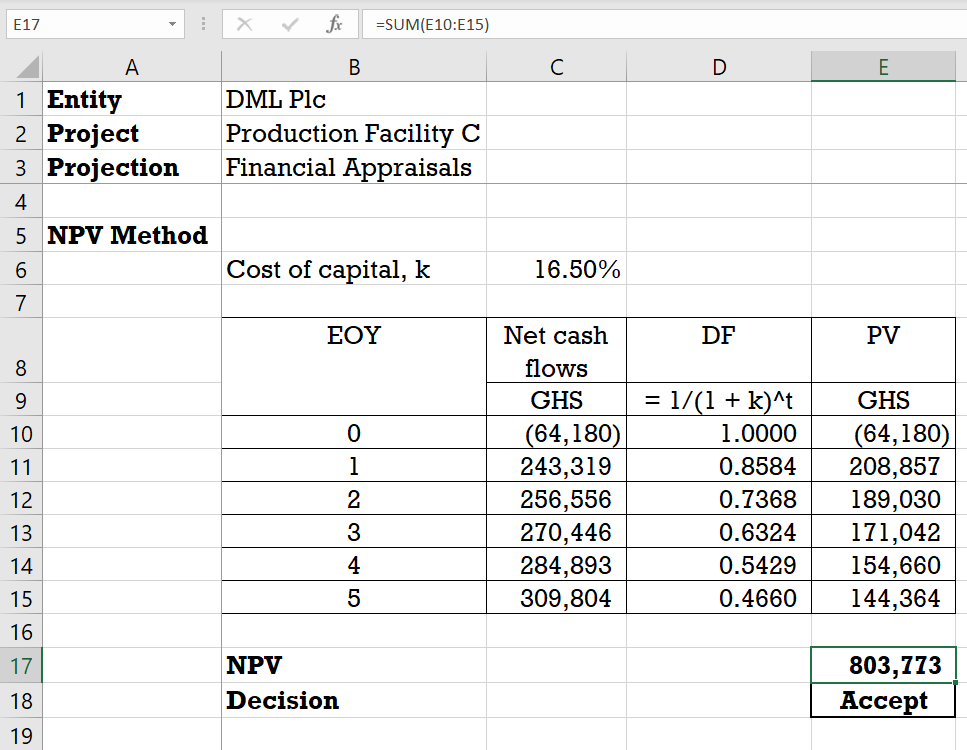 E17 fx =SUM(E10:E15)
A B C D E
1 Entity DML Plc
2 Project Production Facility C
3 Projection Financial Appraisals
4
5 NPV Method
6 Cost of capital, k 16.50%
7
EOY Net cash DF PV
8 flows
9 GHS = 1/(1 + k)^t GHS
10 0 (64,180) 1.0000 (64,180)
11 1 243,319 0.8584 208,857
12 2 256,556 0.7368 189,030
13 3 270,446 0.6324 171,042
14 4 284,893 0.5429 154,660
15 5 309,804 0.4660 144,364
16
17 NPV 803,773
18 Decision Accept
19